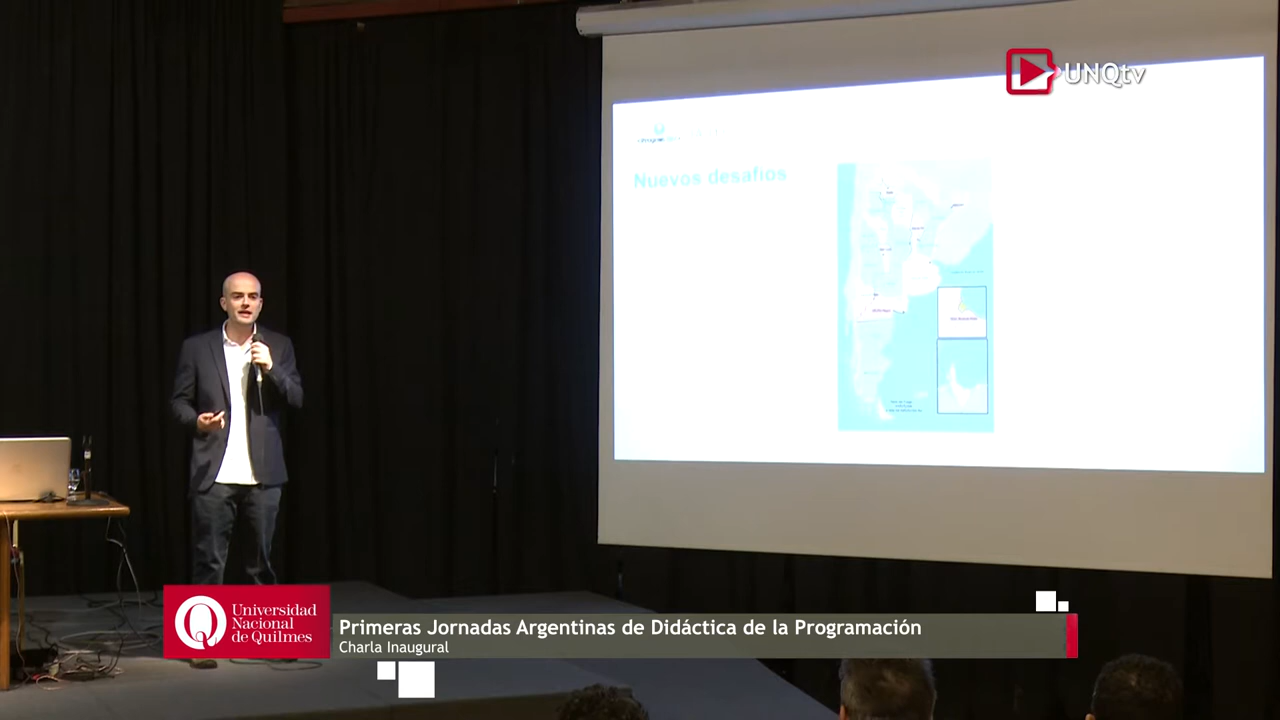 UNQtv
Nuevos desafíos
Universidad
Nacional
de Quilmes
Primeras Jornadas Argentinas de Didáctica de la Programación
Charla Inaugural